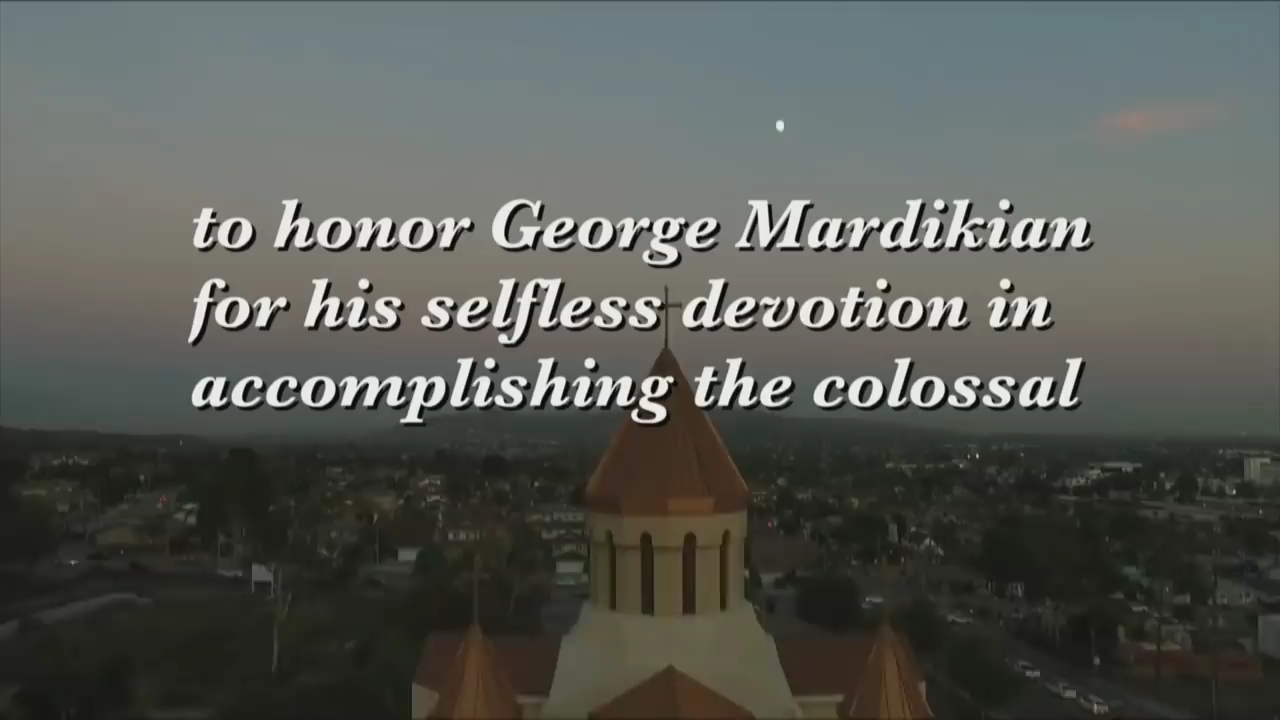 to honor George Mardikian
for his selfless devotion in
accomplishing the colossal